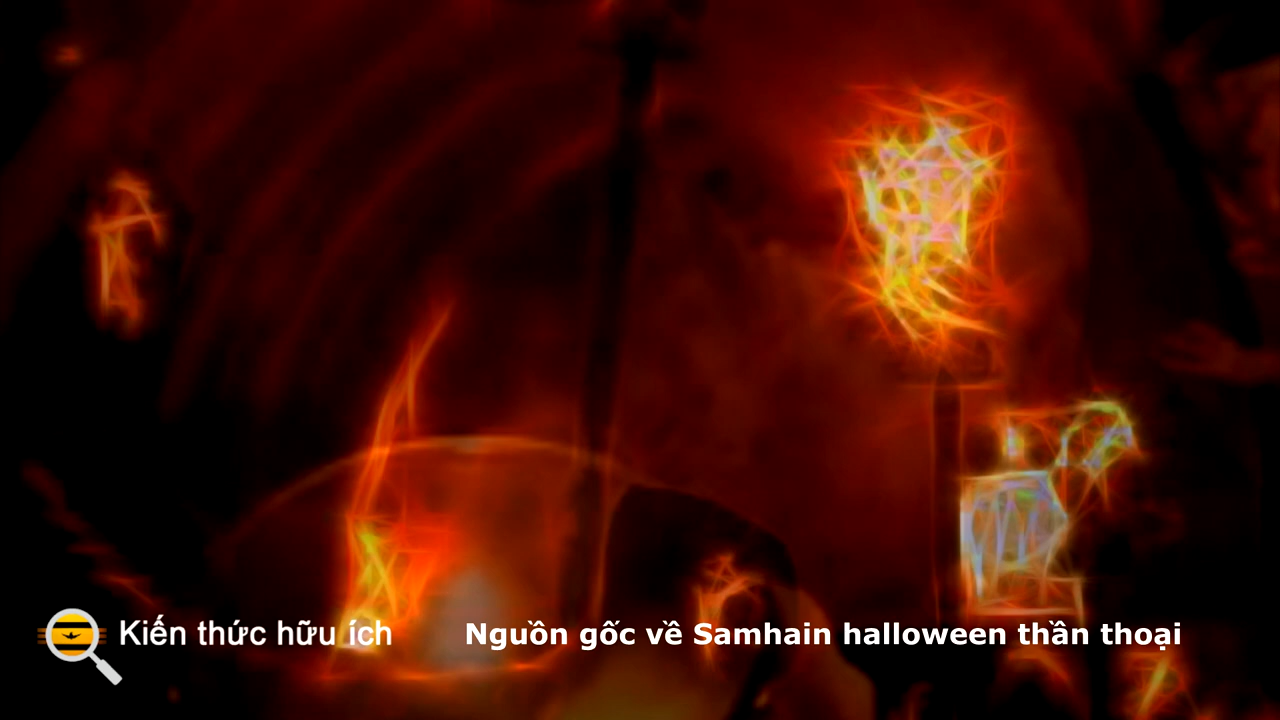 Kiến thức hữu ích
Nguồn gốc về Samhain halloween thần thoại